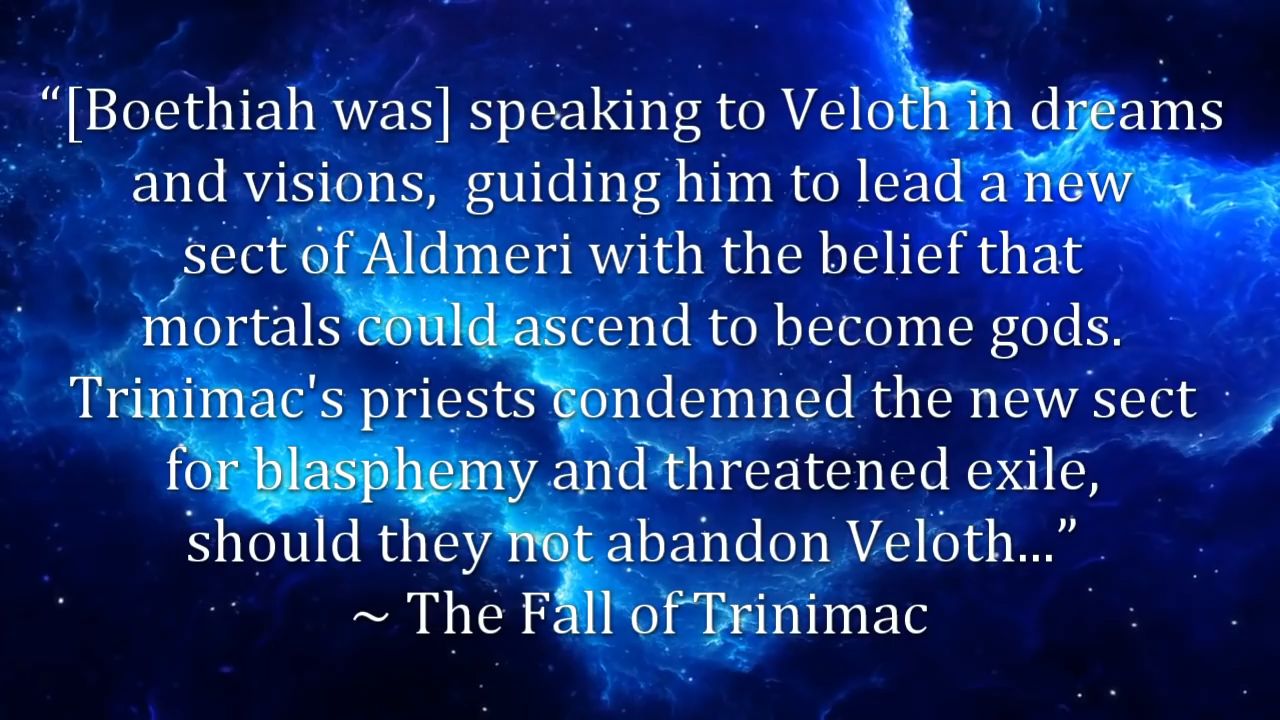 “[Boethiah was] speaking to Veloth in dreams
and visions,  guiding him to lead a new
sect of Aldmeri with the belief that
mortals could ascend to become gods.
Trinimac's priests condemned the new sect
for blasphemy and threatened exile,
should they not abandon Veloth...”
~ The Fall of Trinimac